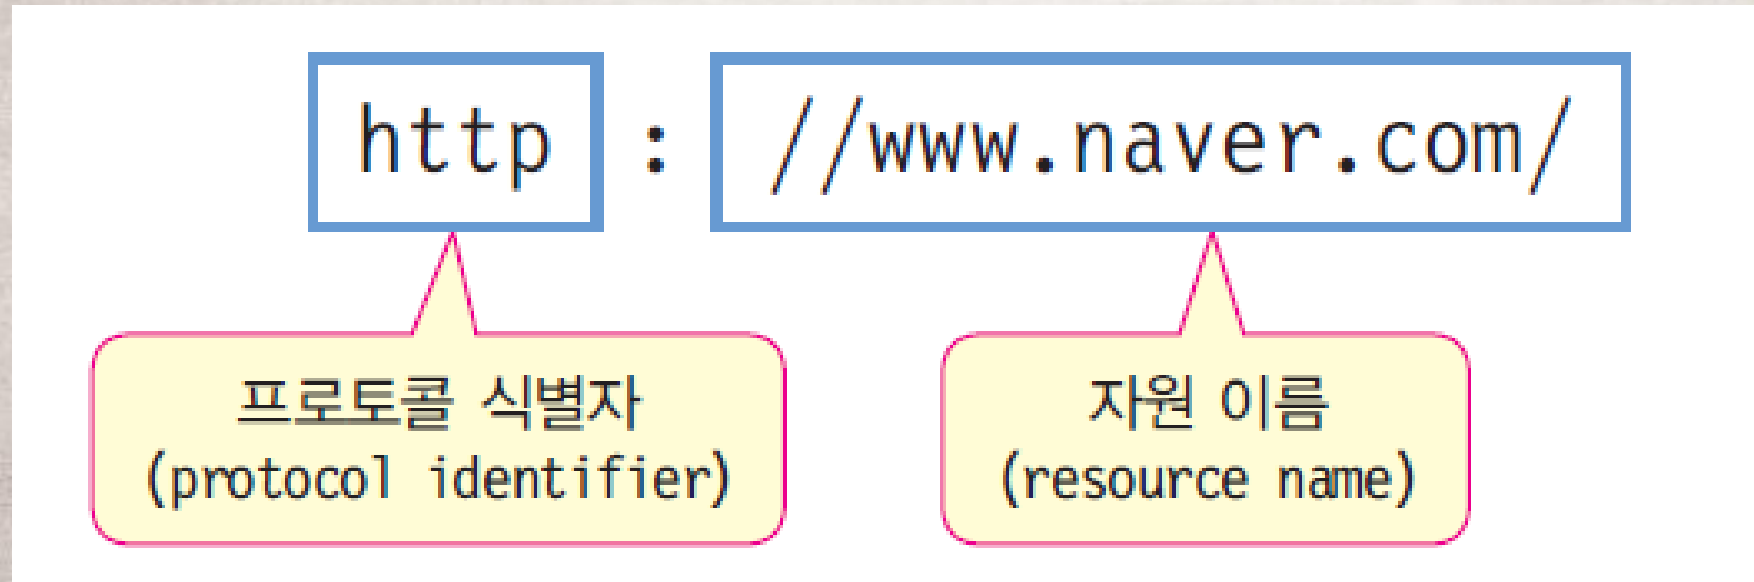 http : //www.naver.com/
프로토콜 식별자
(protocol identifier)
자원 이름
(resource name)